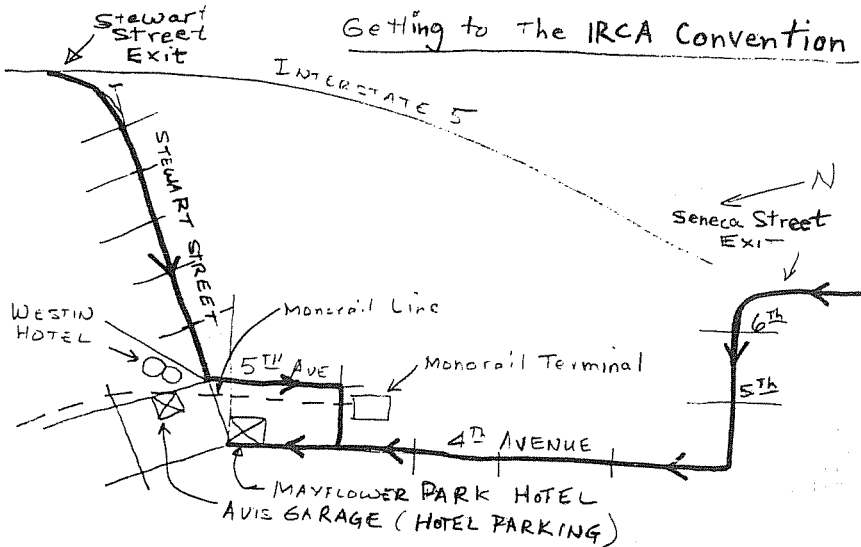 Getting to The IRCA Convention
Stewart
Street
Exit
INTERSTATE 5
N
Seneca Street
Exit
STEWART STREET
6TH
WESTIN
HOTEL
Monorail Line
5TH AVE
Monorail Terminal
5TH
4TH AVENUE
MAYFLOWER PARK HOTEL
AVIS GARAGE (HOTEL PARKING)